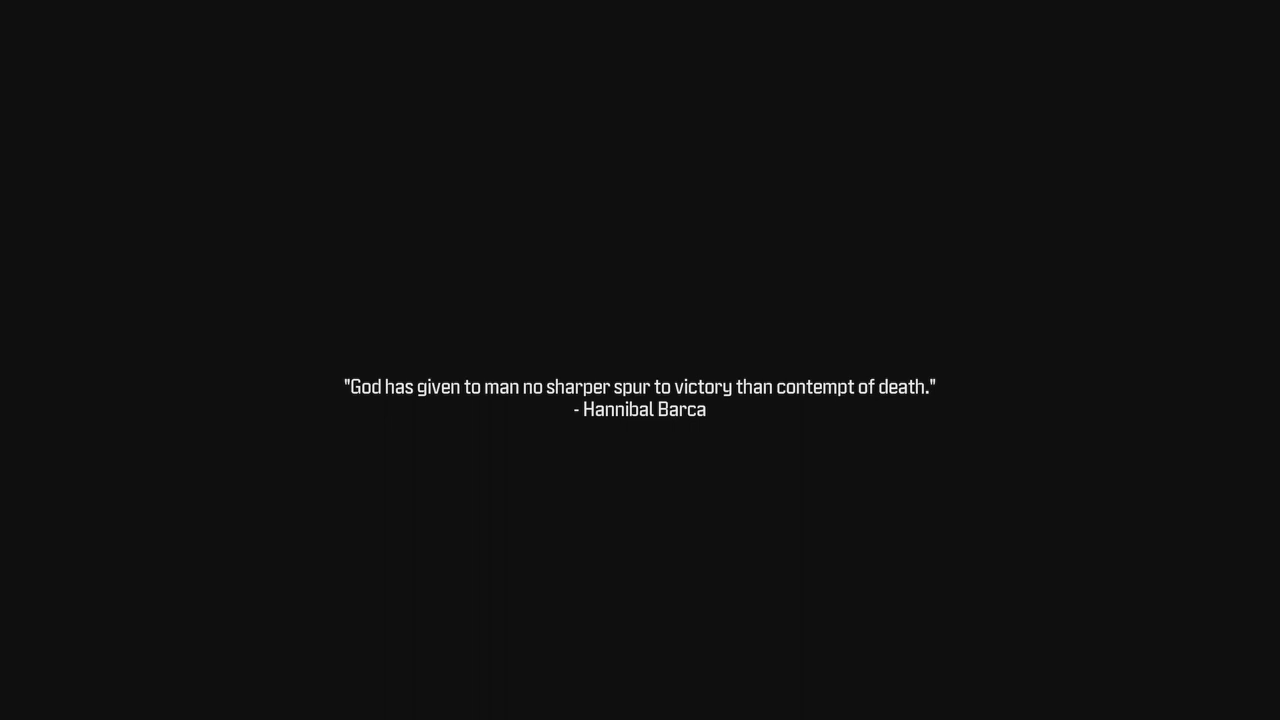 "God has given to man no sharper spur to victory than contempt of death."
- Hannibal Barca